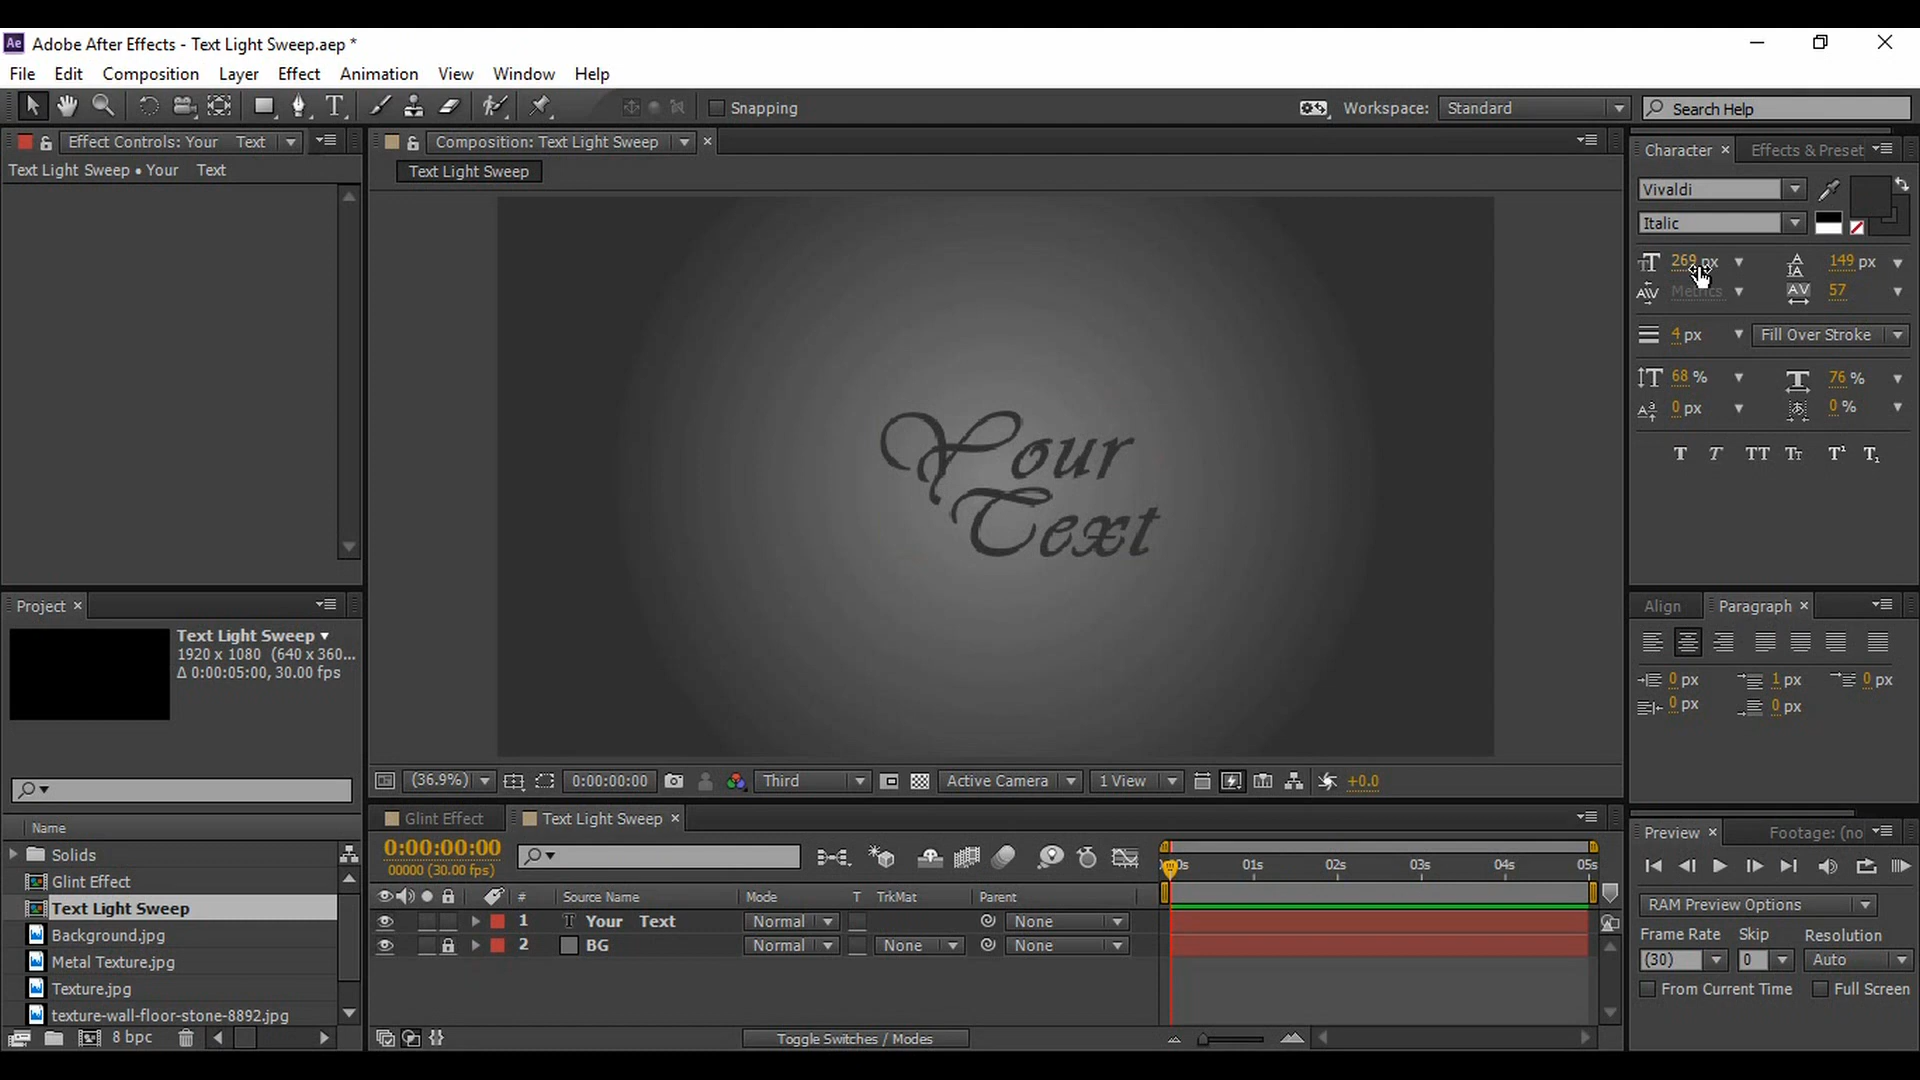 Ae Adobe After Effects - Text Light Sweep.aep *
File Edit Composition Layer Effect Animation View Window Help
Snapping
Workspace: Standard
Search Help
Effect Controls: Your Text
Composition: Text Light Sweep
Character
Effects & Preset
Text Light Sweep • Your Text
Text Light Sweep
Vivaldi
Italic
269 px
149 px
Metrics
57
4 px
Fill Over Stroke
68 %
76 %
0 px
0 %
Your
Text
Project
Text Light Sweep
1920 x 1080 (640 x 360...
Δ 0:00:05:00, 30.00 fps
Align
Paragraph
0 px 1 px 0 px
0 px 0 px
(36.9%)
0:00:00:00
Third
Active Camera
1 View
+0.0
Name
Solids
Glint Effect
Text Light Sweep
Background.jpg
Metal Texture.jpg
Texture.jpg
texture-wall-floor-stone-8892.jpg
8 bpc
Glint Effect
Text Light Sweep
0:00:00:00
00000 (30.00 fps)
01s 02s 03s 04s 05s
# Source Name Mode T TrkMat Parent
1 T Your Text Normal None
2 BG Normal None None
Toggle Switches / Modes
Preview
Footage: (no
RAM Preview Options
Frame Rate Skip Resolution
(30) 0 Auto
From Current Time Full Screen